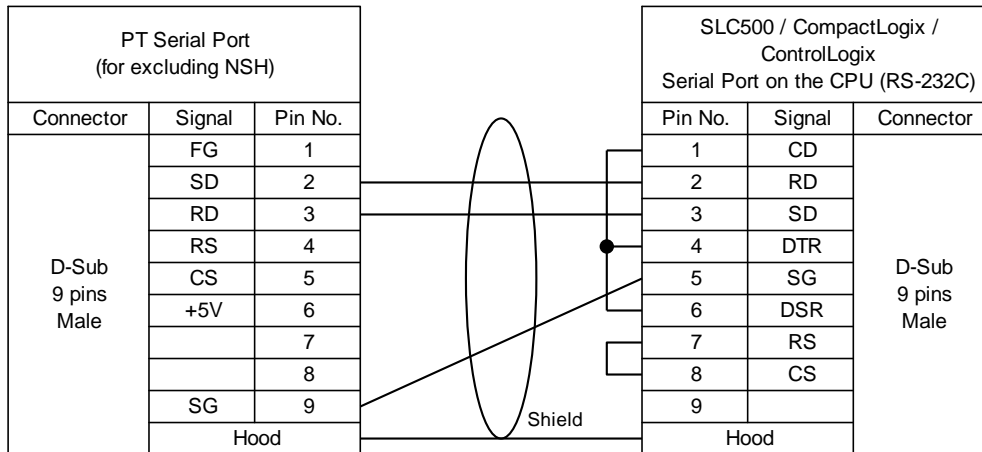 PT Serial Port
(for excluding NSH)
Connector Signal Pin No.
FG 1
SD 2
RD 3
RS 4
CS 5
+5V 6
7
8
SG 9
D-Sub
9 pins
Male
Hood
Shield
SLC500 / CompactLogix /
ControlLogix
Serial Port on the CPU (RS-232C)
Pin No. Signal Connector
1 CD
2 RD
3 SD
4 DTR
5 SG
6 DSR
7 RS
8 CS
9
D-Sub
9 pins
Male
Hood